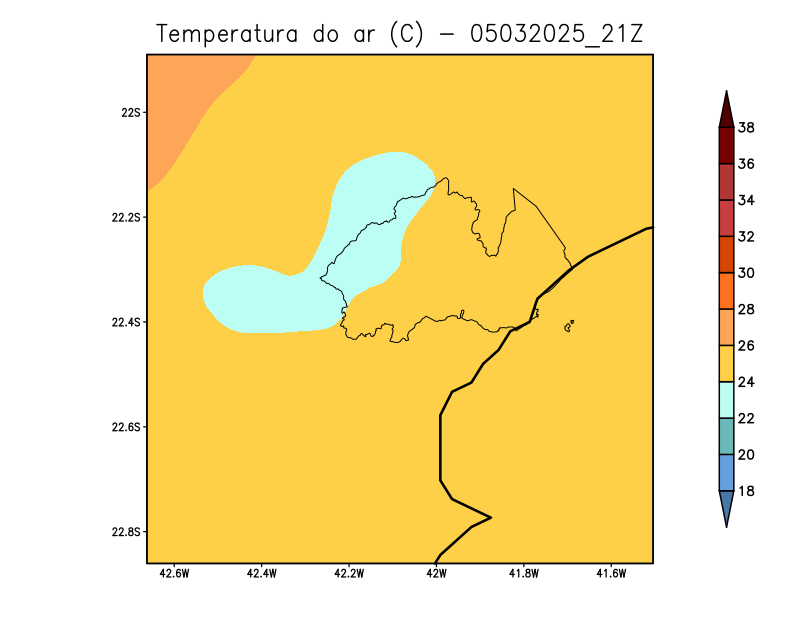 Temperatura do ar (C) - 05032025_21Z
22S
22.2S
22.4S
22.6S
22.8S
42.6W
42.4W
42.2W
42W
41.8W
41.6W
38
36
34
32
30
28
26
24
22
20
18